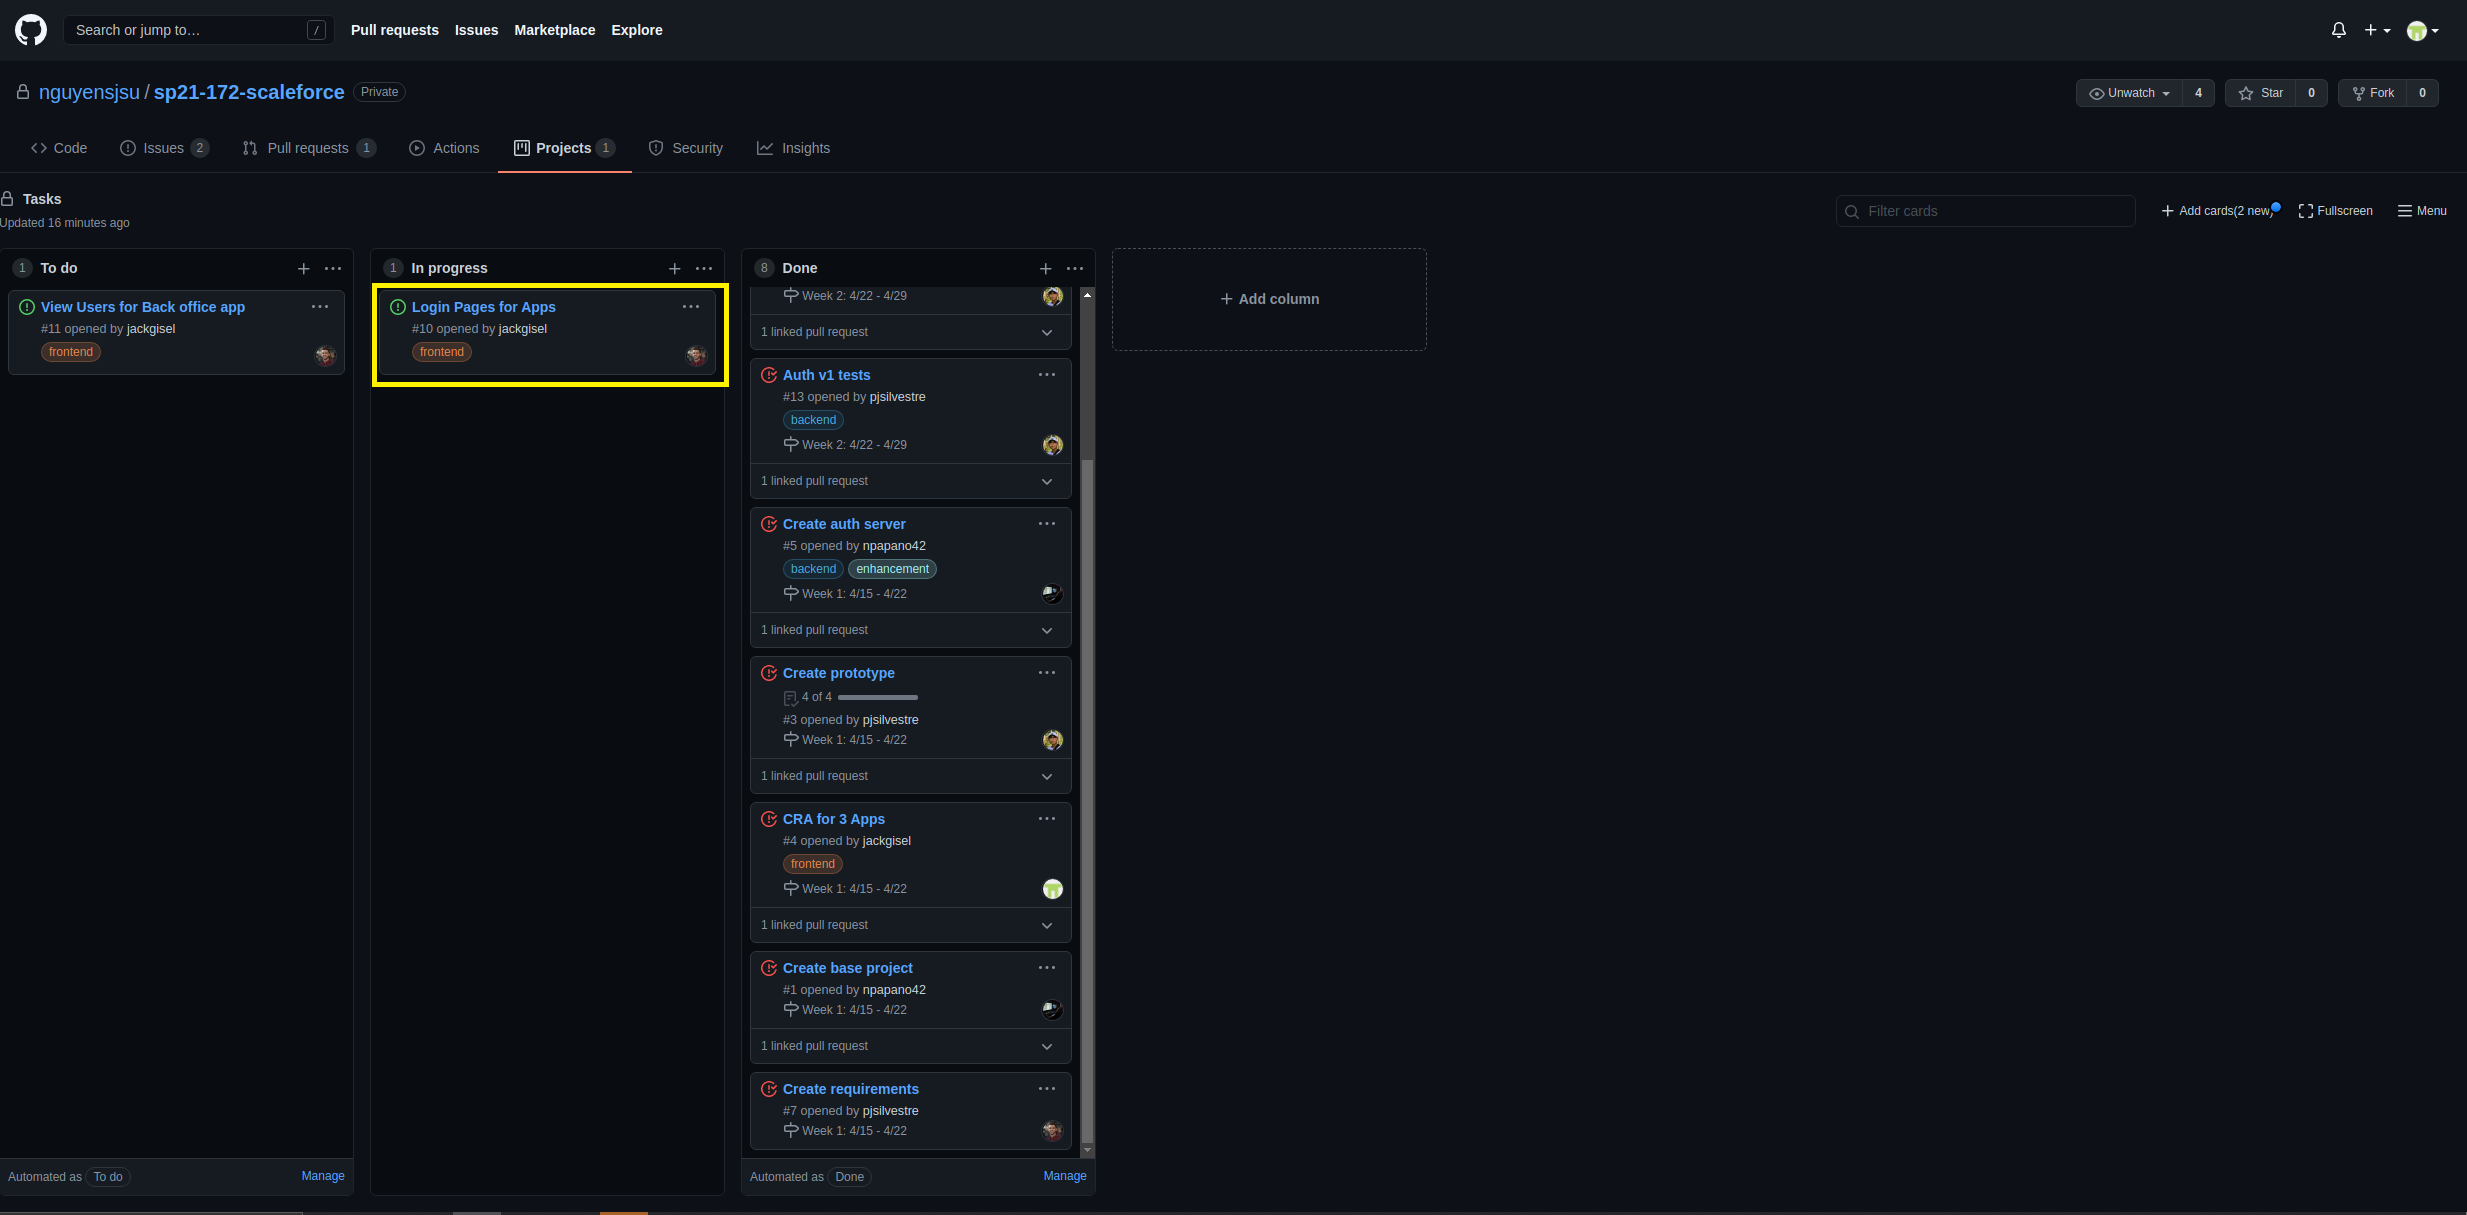 Search or jump to…
/
Pull requests
Issues
Marketplace
Explore
nguyensjsu / sp21-172-scaleforce
Private
Unwatch
4
Star
0
Fork
0
Code
Issues 2
Pull requests 1
Actions
Projects 1
Security
Insights
Tasks
Updated 16 minutes ago
Filter cards
Add cards(2 new)
Fullscreen
Menu
1 To do
View Users for Back office app
#11 opened by jackgisel
frontend
Automated as To do
Manage
1 In progress
Login Pages for Apps
#10 opened by jackgisel
frontend
8 Done
Week 2: 4/22 - 4/29
1 linked pull request
Auth v1 tests
#13 opened by pjsilvestre
backend
Week 2: 4/22 - 4/29
1 linked pull request
Create auth server
#5 opened by npapano42
backend enhancement
Week 1: 4/15 - 4/22
1 linked pull request
Create prototype
4 of 4
#3 opened by pjsilvestre
Week 1: 4/15 - 4/22
1 linked pull request
CRA for 3 Apps
#4 opened by jackgisel
frontend
Week 1: 4/15 - 4/22
1 linked pull request
Create base project
#1 opened by npapano42
Week 1: 4/15 - 4/22
1 linked pull request
Create requirements
#7 opened by pjsilvestre
Week 1: 4/15 - 4/22
Automated as Done
Manage
Add column